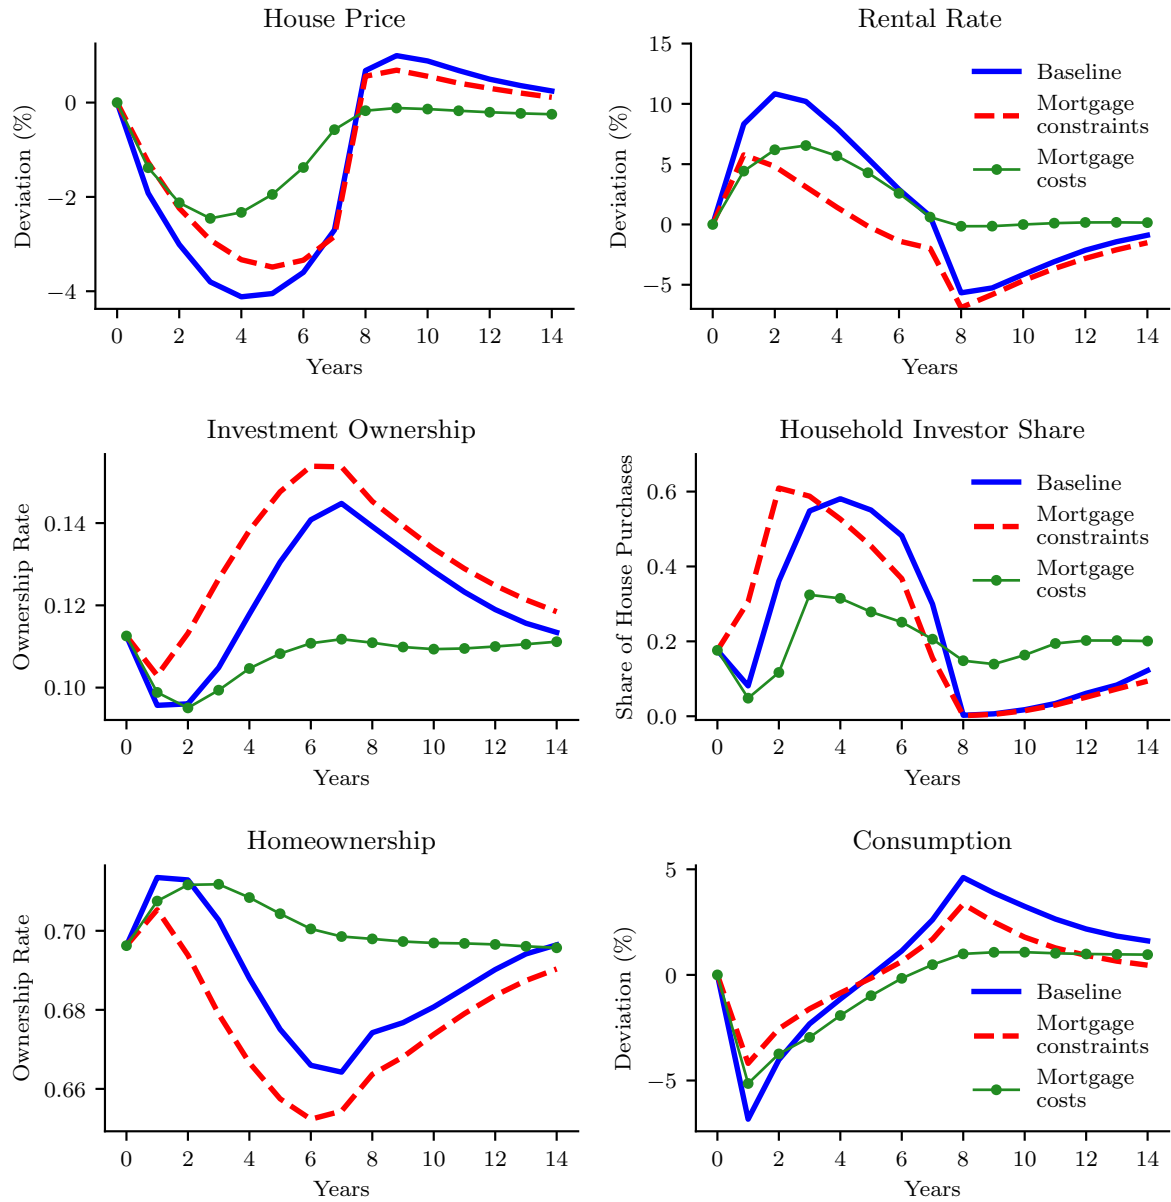 House Price
Deviation (%)
0
−2
−4
0 2 4 6 8 10 12 14
Years
Rental Rate
Deviation (%)
15
10
5
0
−5
0 2 4 6 8 10 12 14
Years
Baseline
Mortgage
constraints
Mortgage
costs
Investment Ownership
Ownership Rate
0.14
0.12
0.10
0 2 4 6 8 10 12 14
Years
Household Investor Share
Share of House Purchases
0.6
0.4
0.2
0.0
0 2 4 6 8 10 12 14
Years
Baseline
Mortgage
constraints
Mortgage
costs
Homeownership
Ownership Rate
0.70
0.68
0.66
0 2 4 6 8 10 12 14
Years
Consumption
Deviation (%)
5
0
−5
0 2 4 6 8 10 12 14
Years
Baseline
Mortgage
constraints
Mortgage
costs